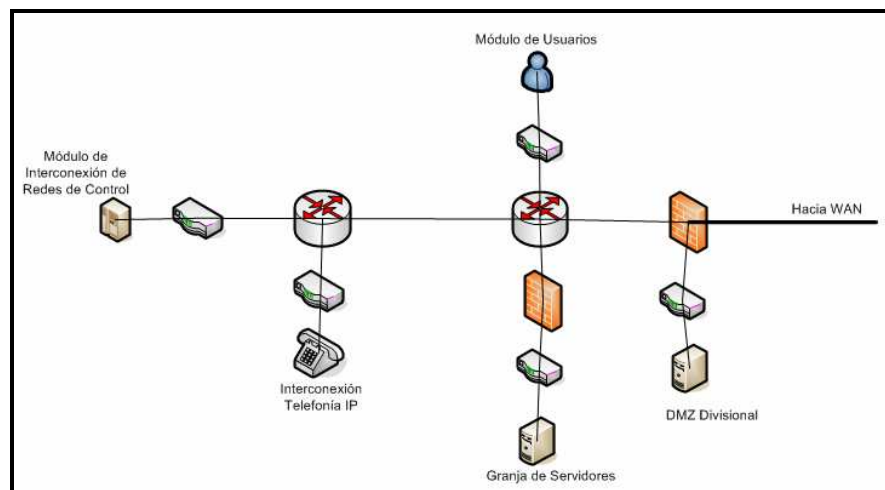 Módulo de Usuarios
Módulo de
Interconexión de
Redes de Control
Hacia WAN
Interconexión
Telefonía IP
DMZ Divisional
Granja de Servidores